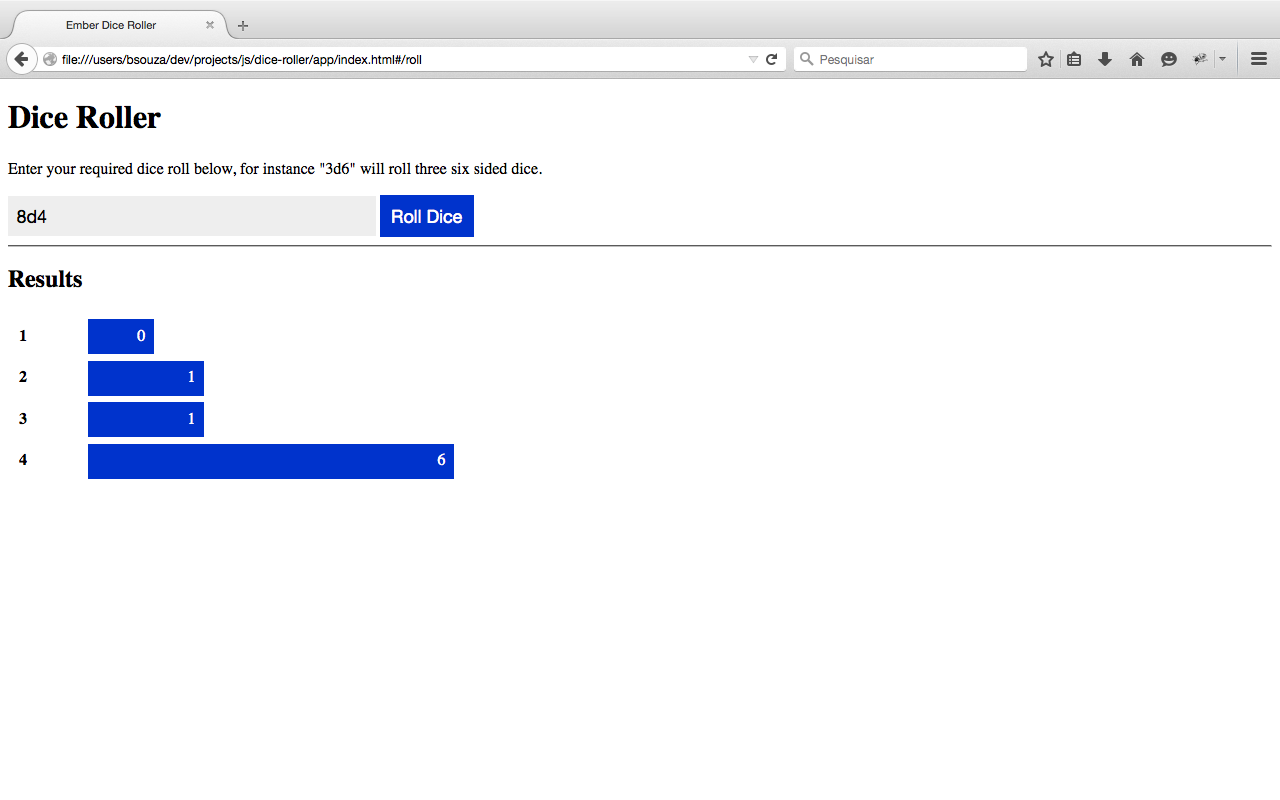 Ember Dice Roller
file:///users/bsouza/dev/projects/js/dice-roller/app/index.html#/roll
Pesquisar
Dice Roller
Enter your required dice roll below, for instance "3d6" will roll three six sided dice.
8d4 Roll Dice
Results
1 0
2 1
3 1
4 6